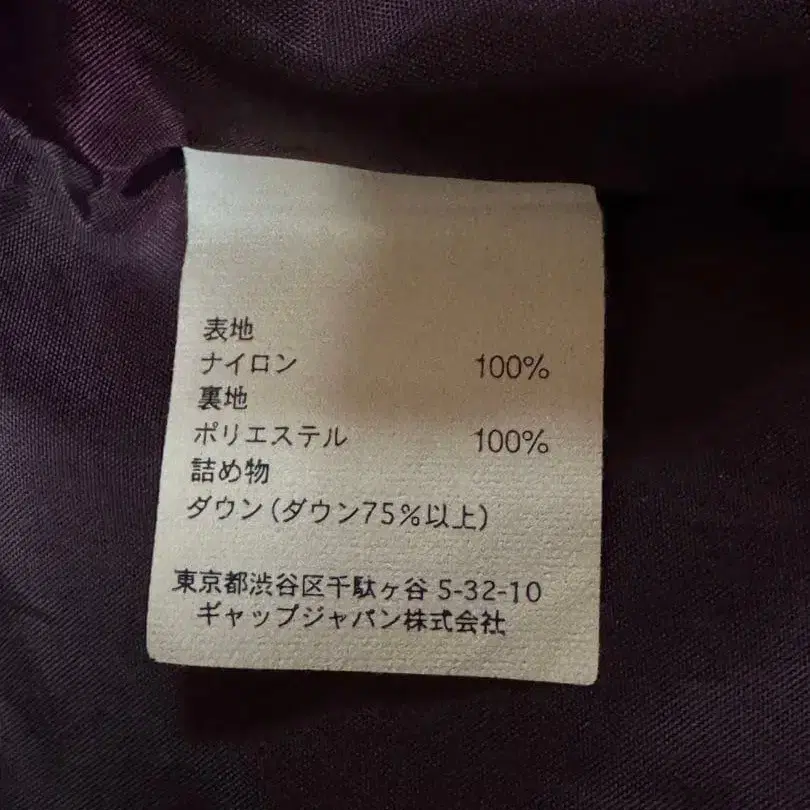 表地
ナイロン 100%
裏地
ポリエステル 100%
詰め物
ダウン(ダウン75%以上)
東京都渋谷区千駄ヶ谷 5-32-10
ギャップジャパン株式会社